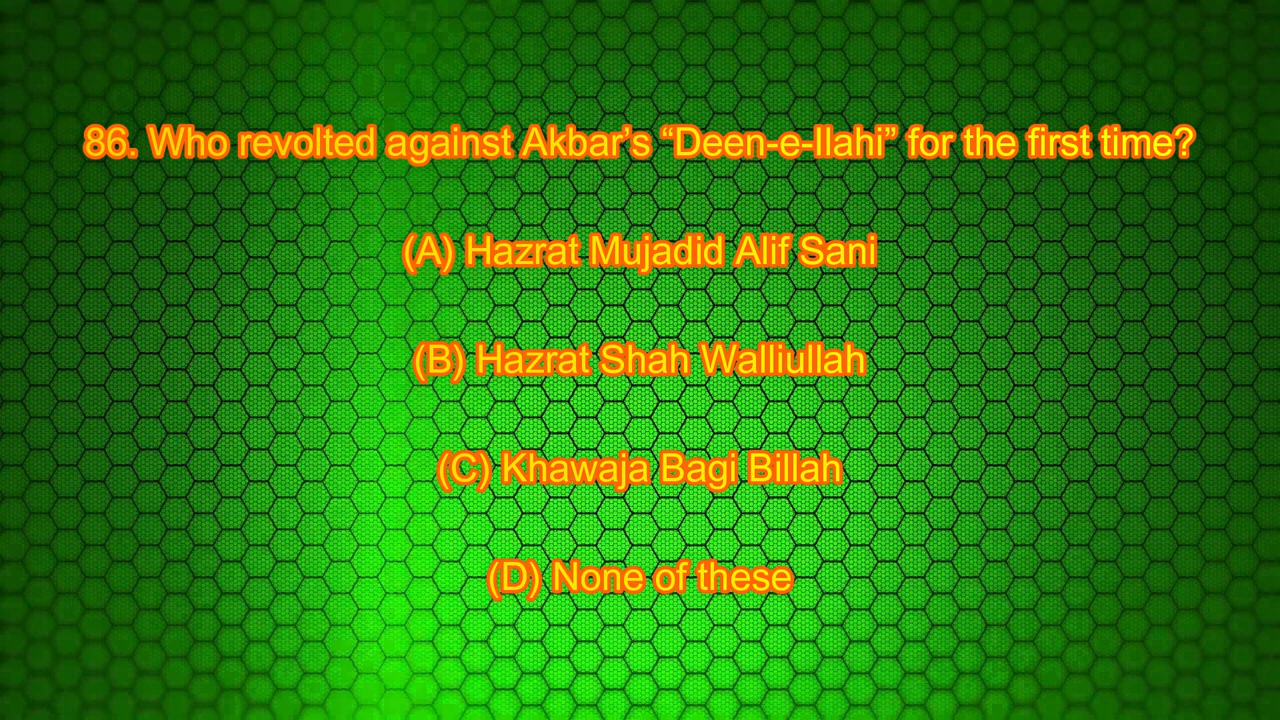 86. Who revolted against Akbar’s “Deen-e-Ilahi” for the first time?
(A) Hazrat Mujadid Alif Sani
(B) Hazrat Shah Walliullah
(C) Khawaja Bagi Billah
(D) None of these